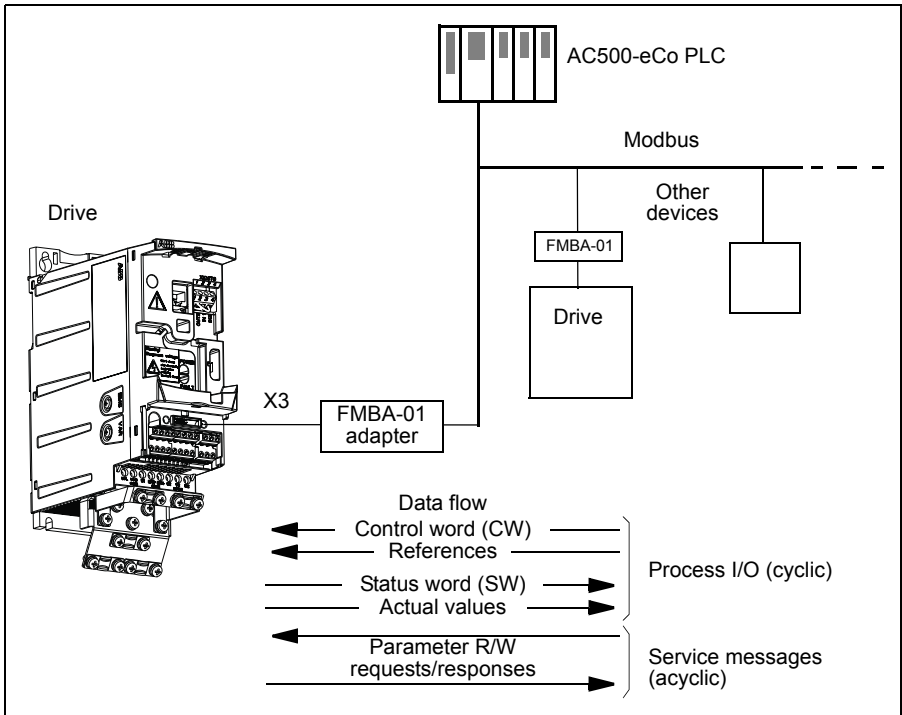 AC500-eCo PLC
Modbus
Other
devices
Drive
FMBA-01
Drive
X3
FMBA-01
adapter
Data flow
Control word (CW)
References
Process I/O (cyclic)
Status word (SW)
Actual values
Parameter R/W
requests/responses
Service messages
(acyclic)